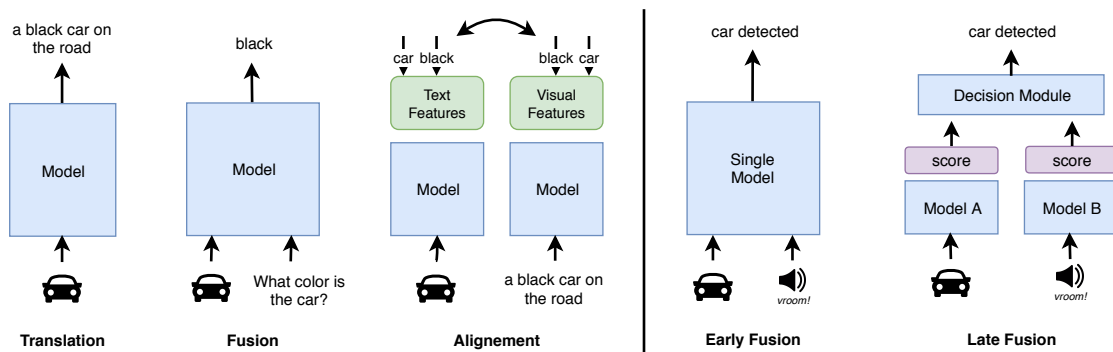 a black car on
the road
Model
Translation
black
Model
What color is
the car?
Fusion
car
black
black
car
Text
Features
Visual
Features
Model
Model
a black car on
the road
Alignement
car detected
Single
Model
vroom!
Early Fusion
car detected
Decision Module
score
score
Model A
Model B
vroom!
Late Fusion